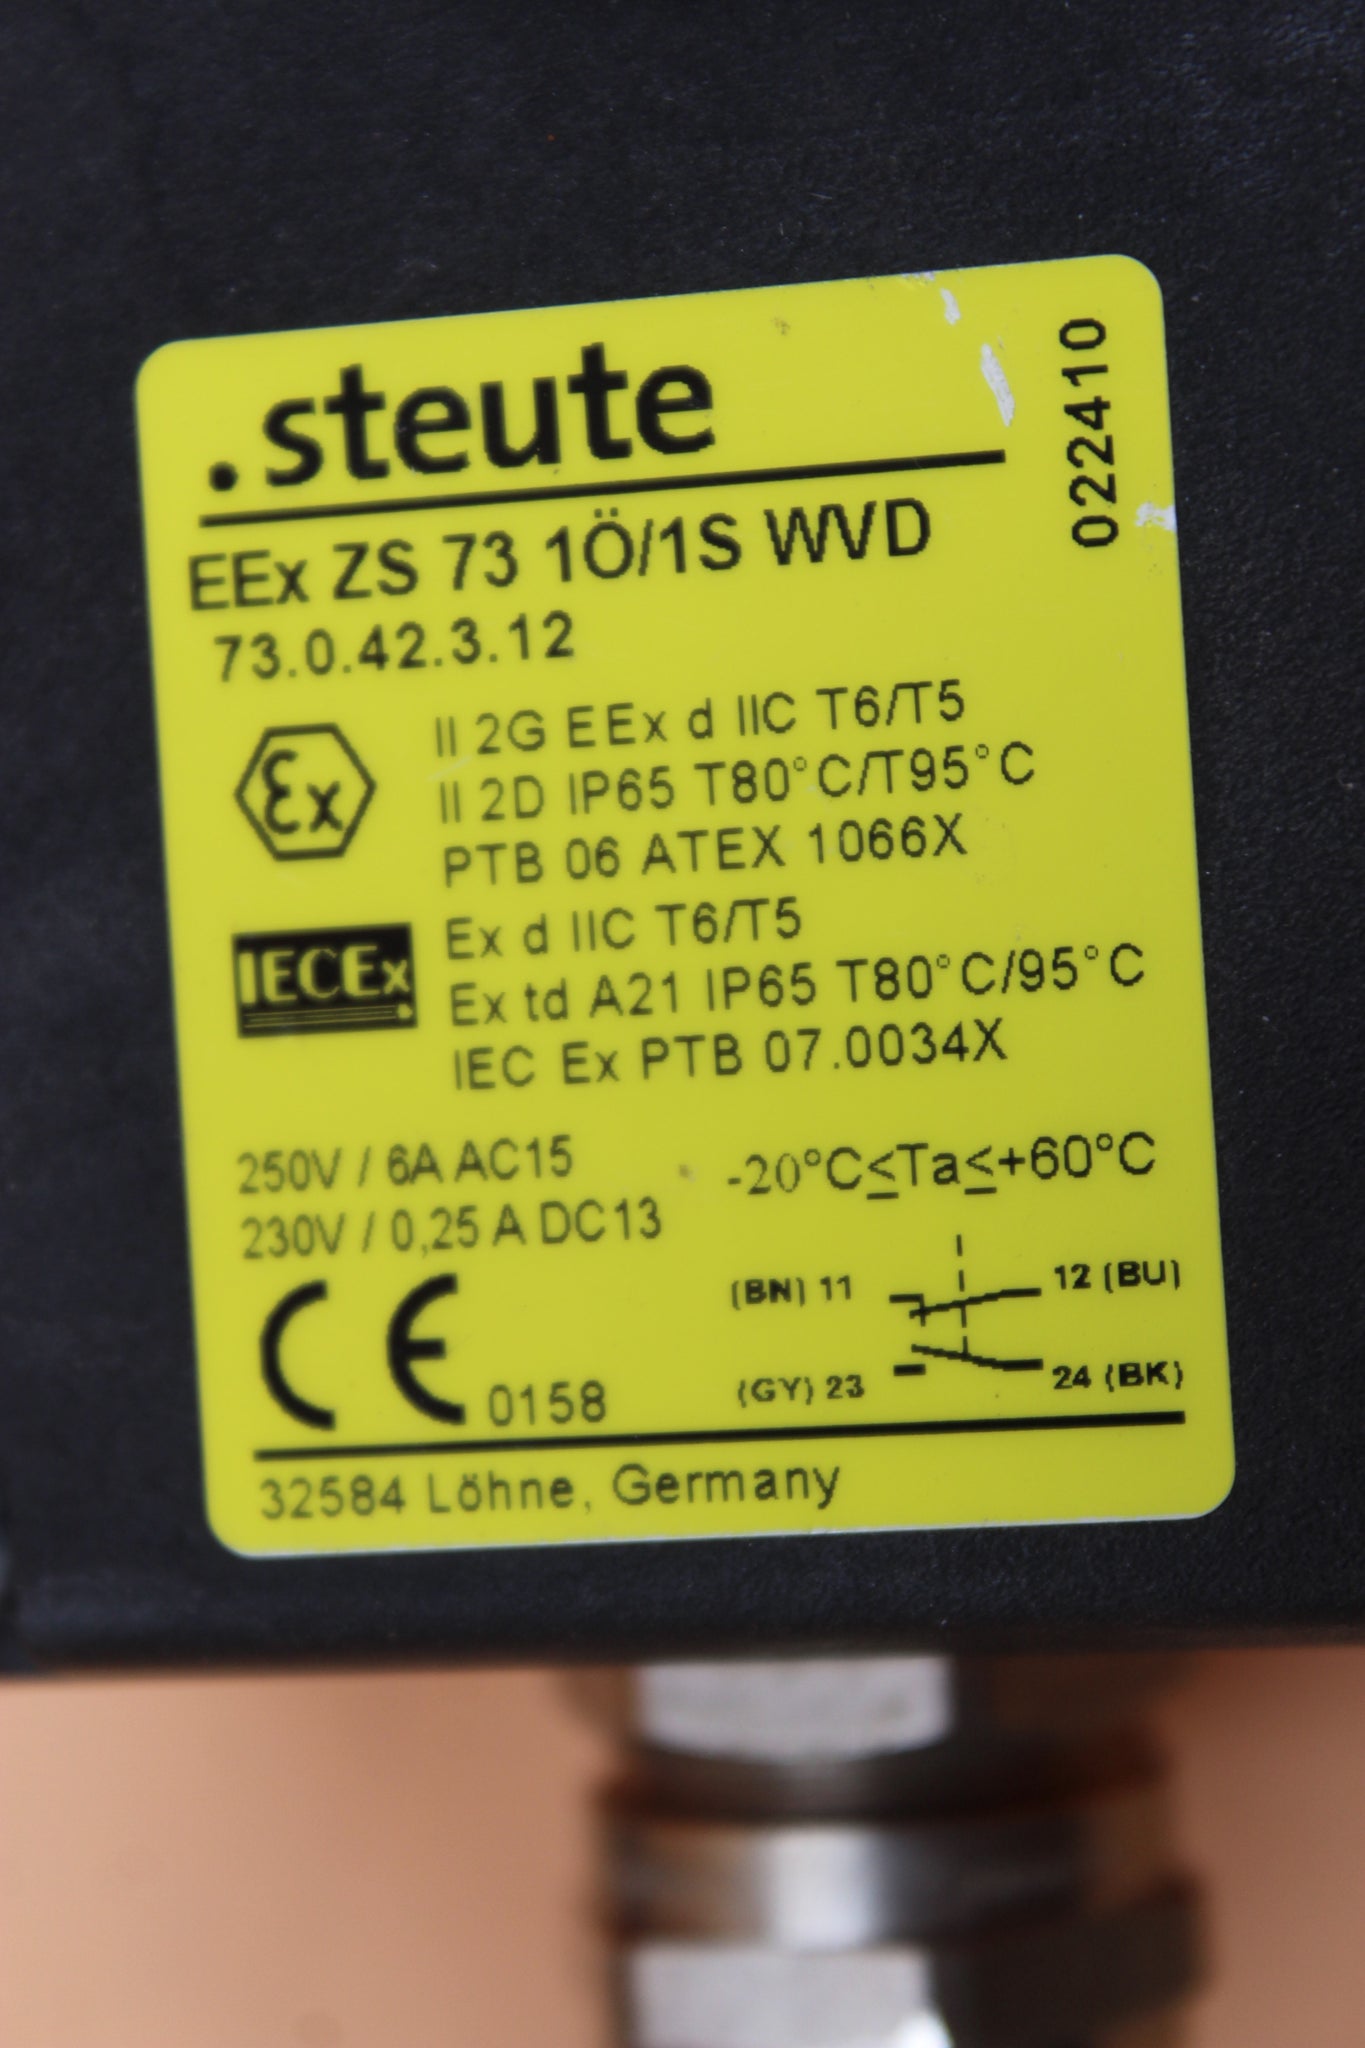 .steute
022410
EEx ZS 73 1Ö/1S WVD
73.0.42.3.12
Ex
II 2G EEx d IIC T6/T5
II 2D IP65 T80°C/T95°C
PTB 06 ATEX 1066X
IECEx
Ex d IIC T6/T5
Ex td A21 IP65 T80°C/95°C
IEC Ex PTB 07.0034X
250V / 6A AC15
-20°C≤Ta≤+60°C
230V / 0,25 A DC13
(BN) 11
12 (BU)
(GY) 23
24 (BK)
CE 0158
32584 Löhne, Germany